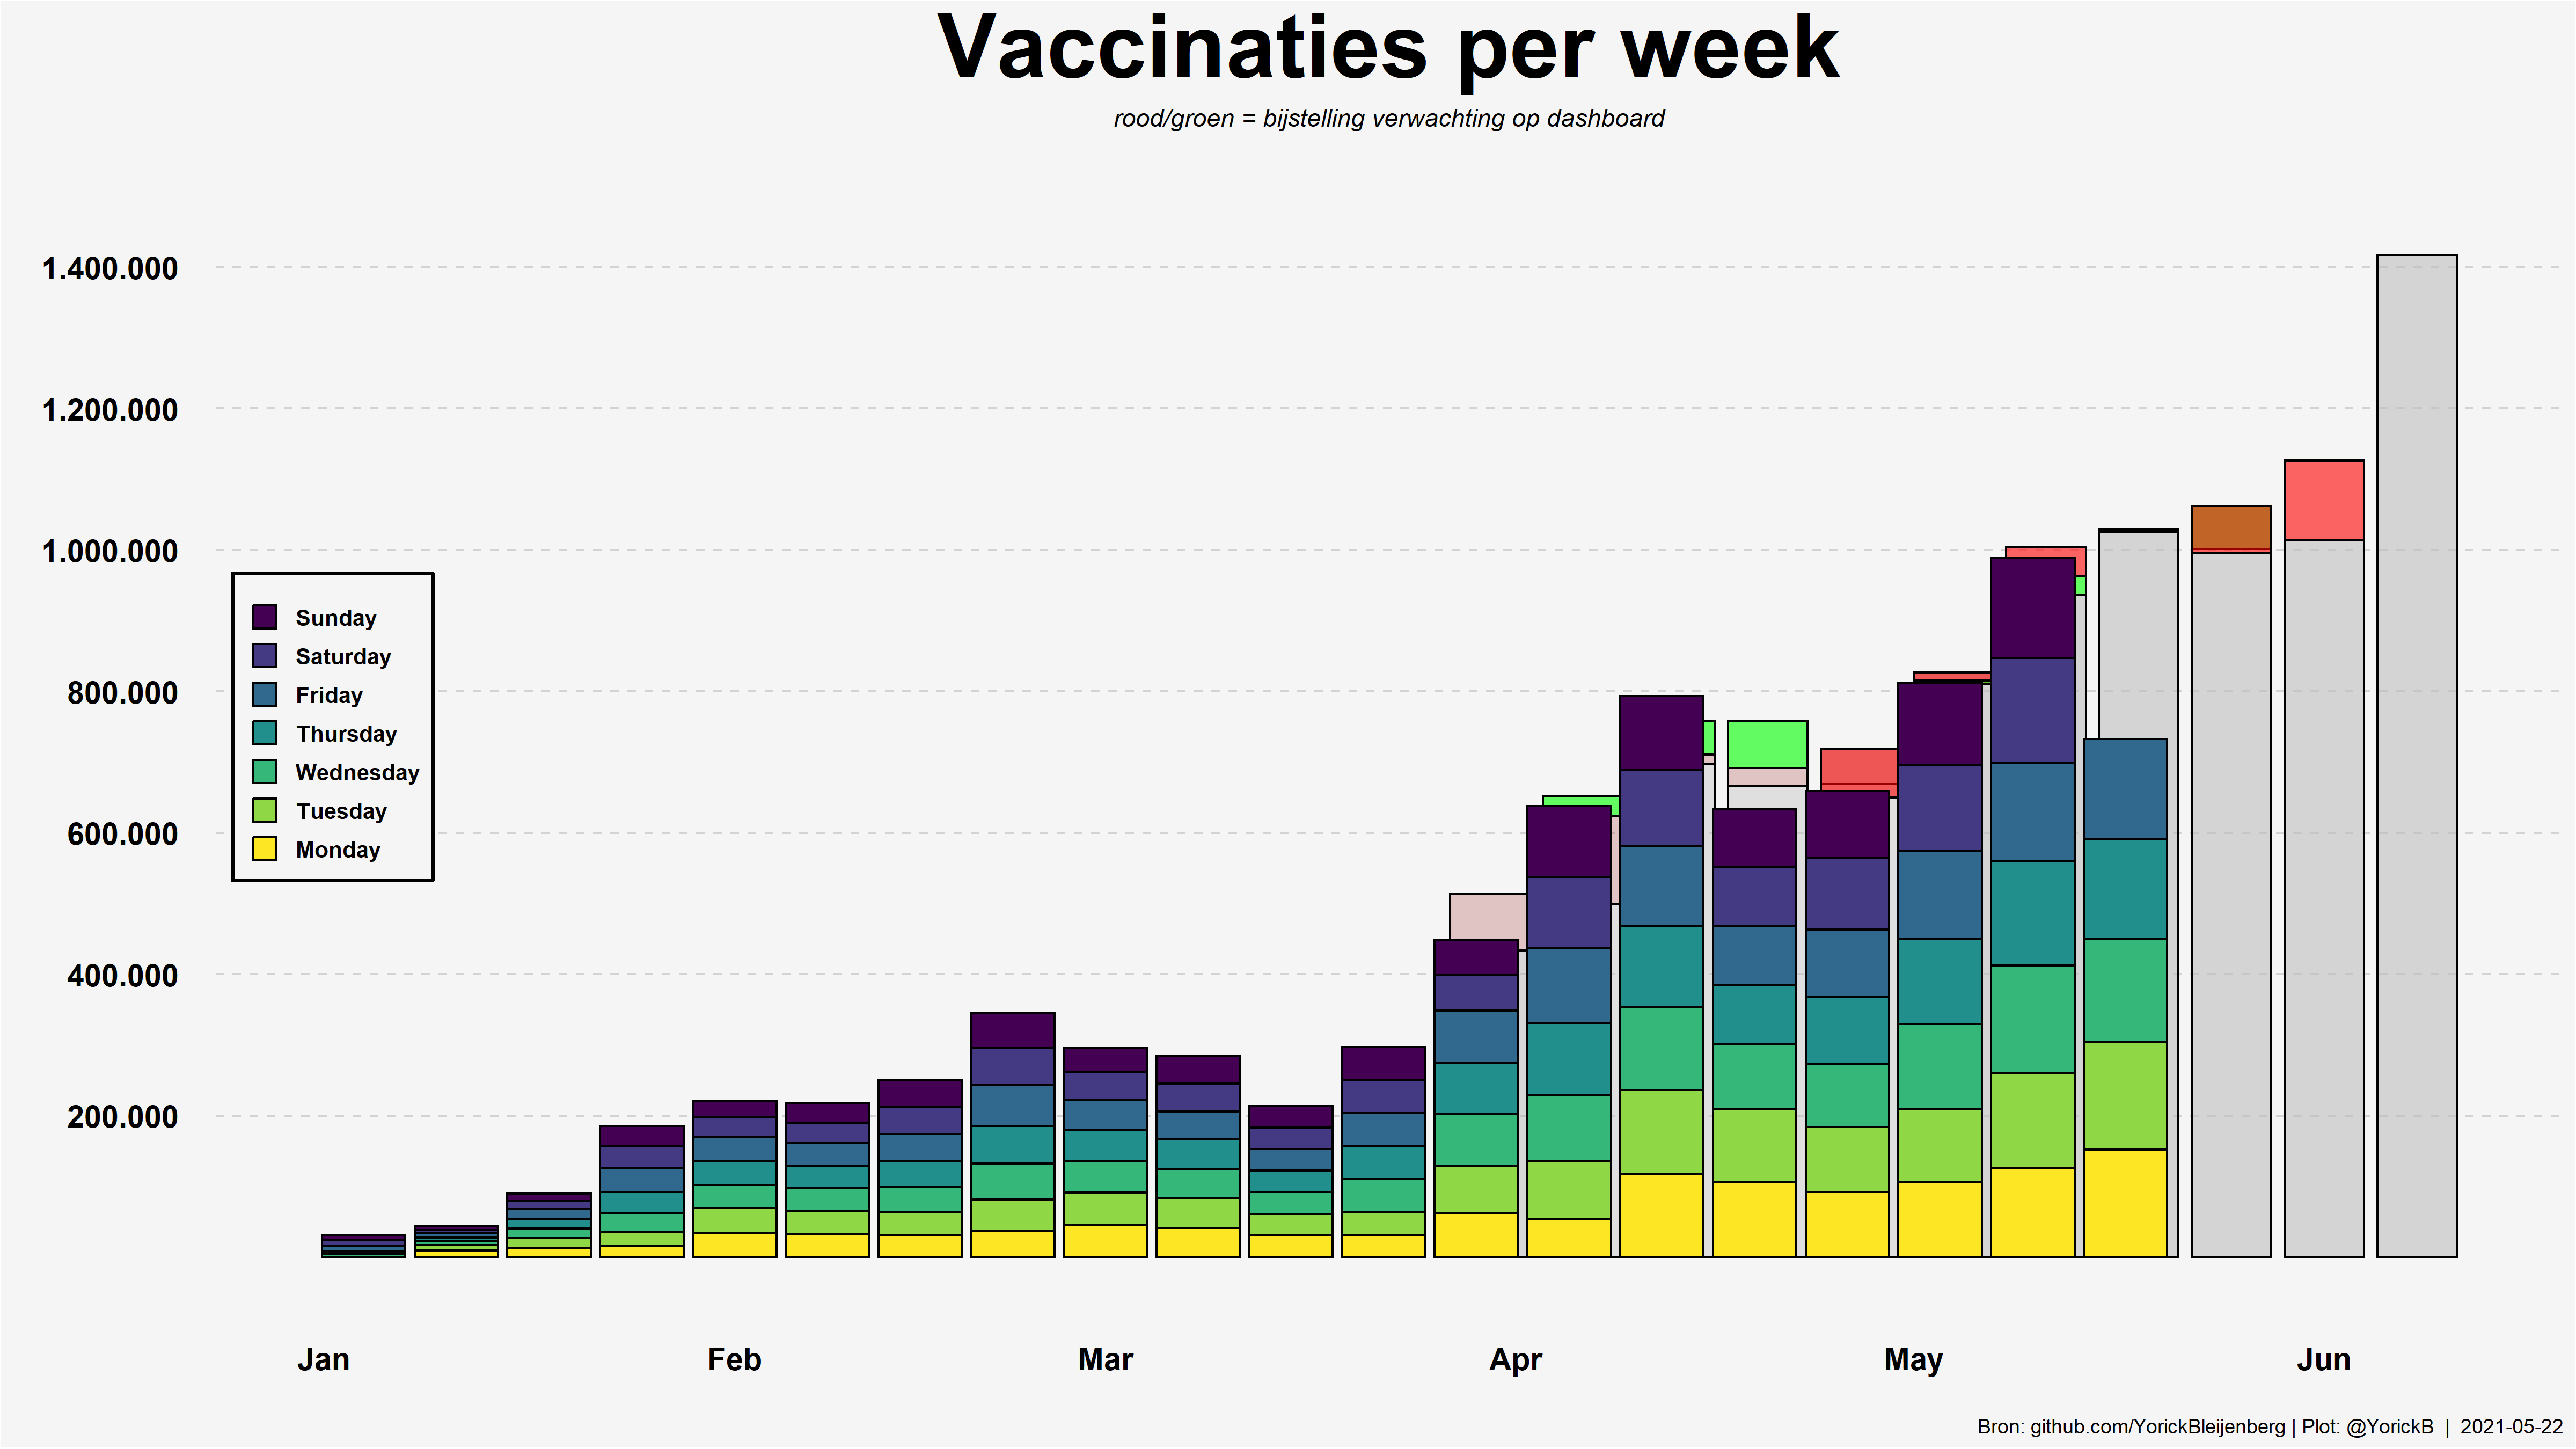 Vaccinaties per week
rood/groen = bijstelling verwachting op dashboard
1.400.000
1.200.000
1.000.000
800.000
600.000
400.000
200.000
Sunday
Saturday
Friday
Thursday
Wednesday
Tuesday
Monday
Jan Feb Mar Apr May Jun
Bron: github.com/YorickBleijenberg | Plot: @YorickB | 2021-05-22